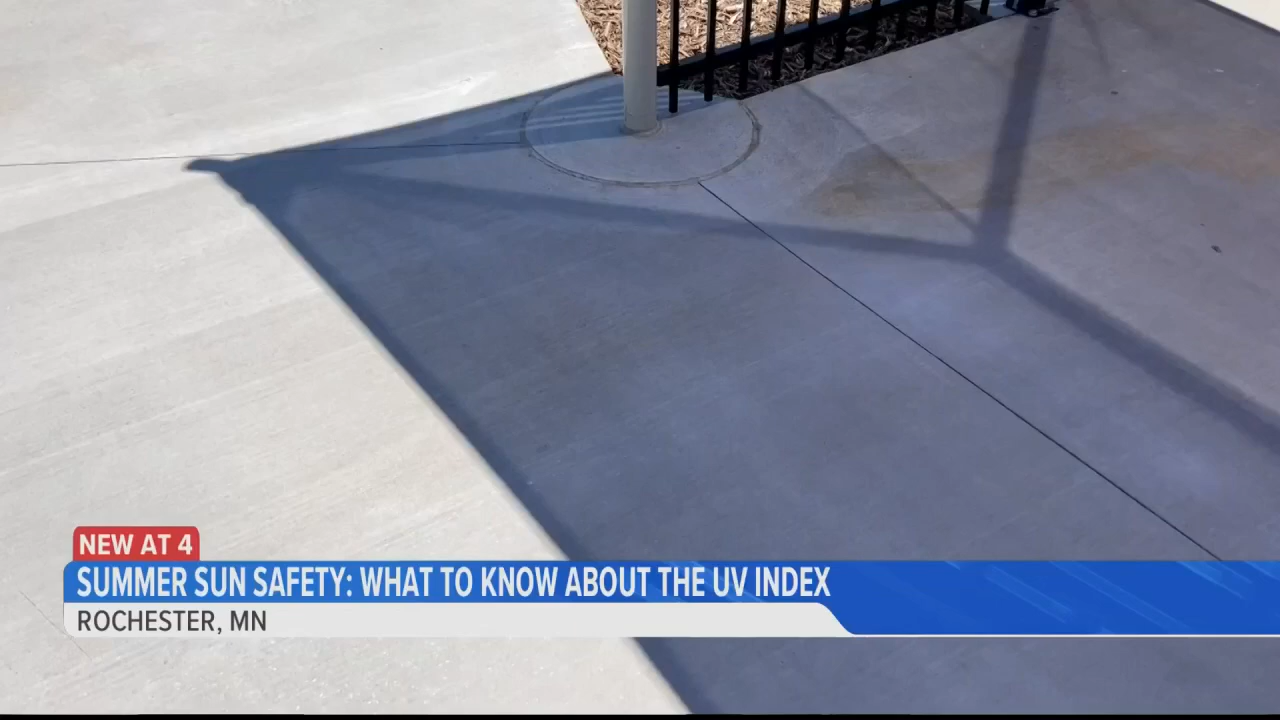 NEW AT 4
SUMMER SUN SAFETY: WHAT TO KNOW ABOUT THE UV INDEX
ROCHESTER, MN